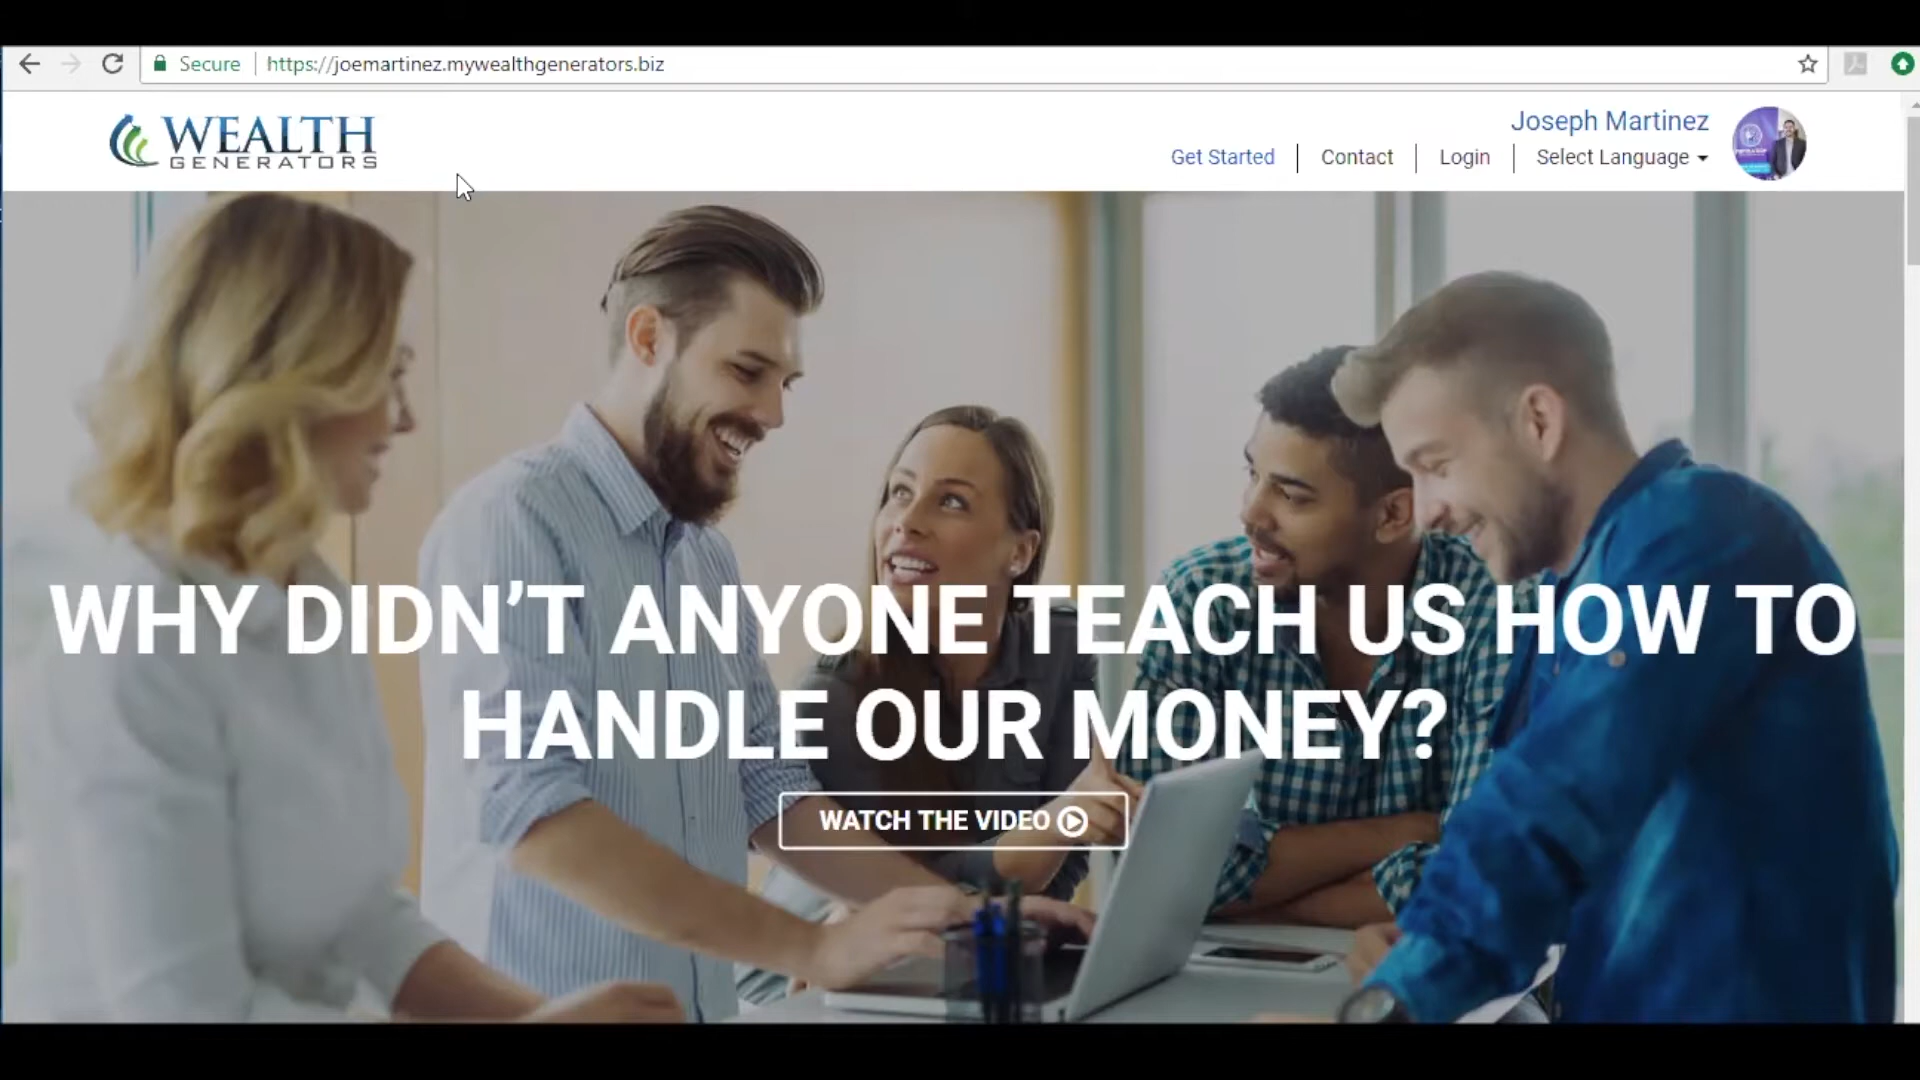 Secure
https://joemartinez.mywealthgenerators.biz
WEALTH
GENERATORS
Joseph Martinez
Get Started
Contact
Login
Select Language
WHY DIDN’T ANYONE TEACH US HOW TO
HANDLE OUR MONEY?
WATCH THE VIDEO